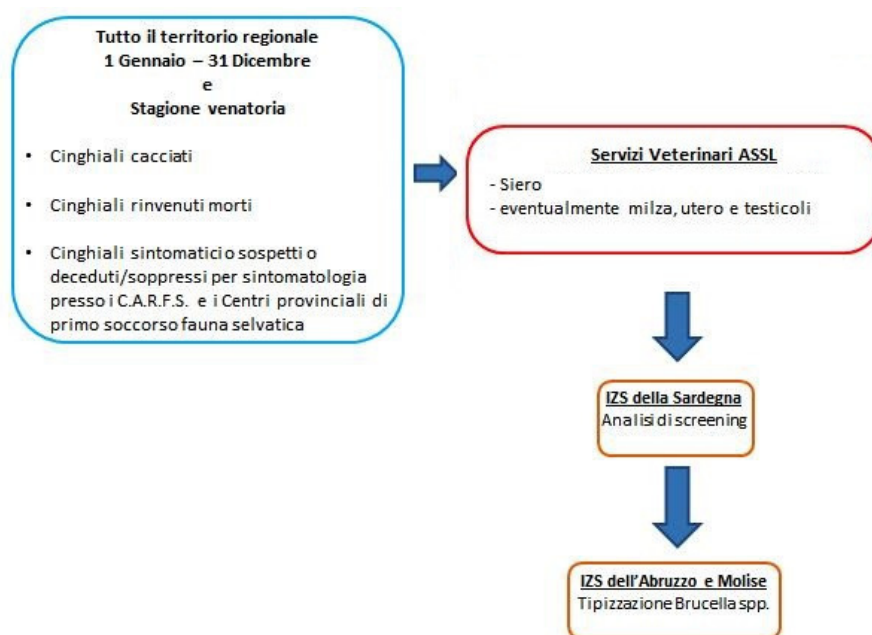 Tutto il territorio regionale
1 Gennaio – 31 Dicembre
e
Stagione venatoria
• Cinghiali cacciati
• Cinghiali rinvenuti morti
• Cinghiali sintomatici o sospetti o
deceduti/soppressi per sintomatologia
presso i C.A.R.F.S. e i Centri provinciali di
primo soccorso fauna selvatica
Servizi Veterinari ASSL
- Siero
- eventualmente milza, utero e testicoli
IZS della Sardegna
Analisi di screening
IZS dell'Abruzzo e Molise
Tipizzazione Brucella spp.